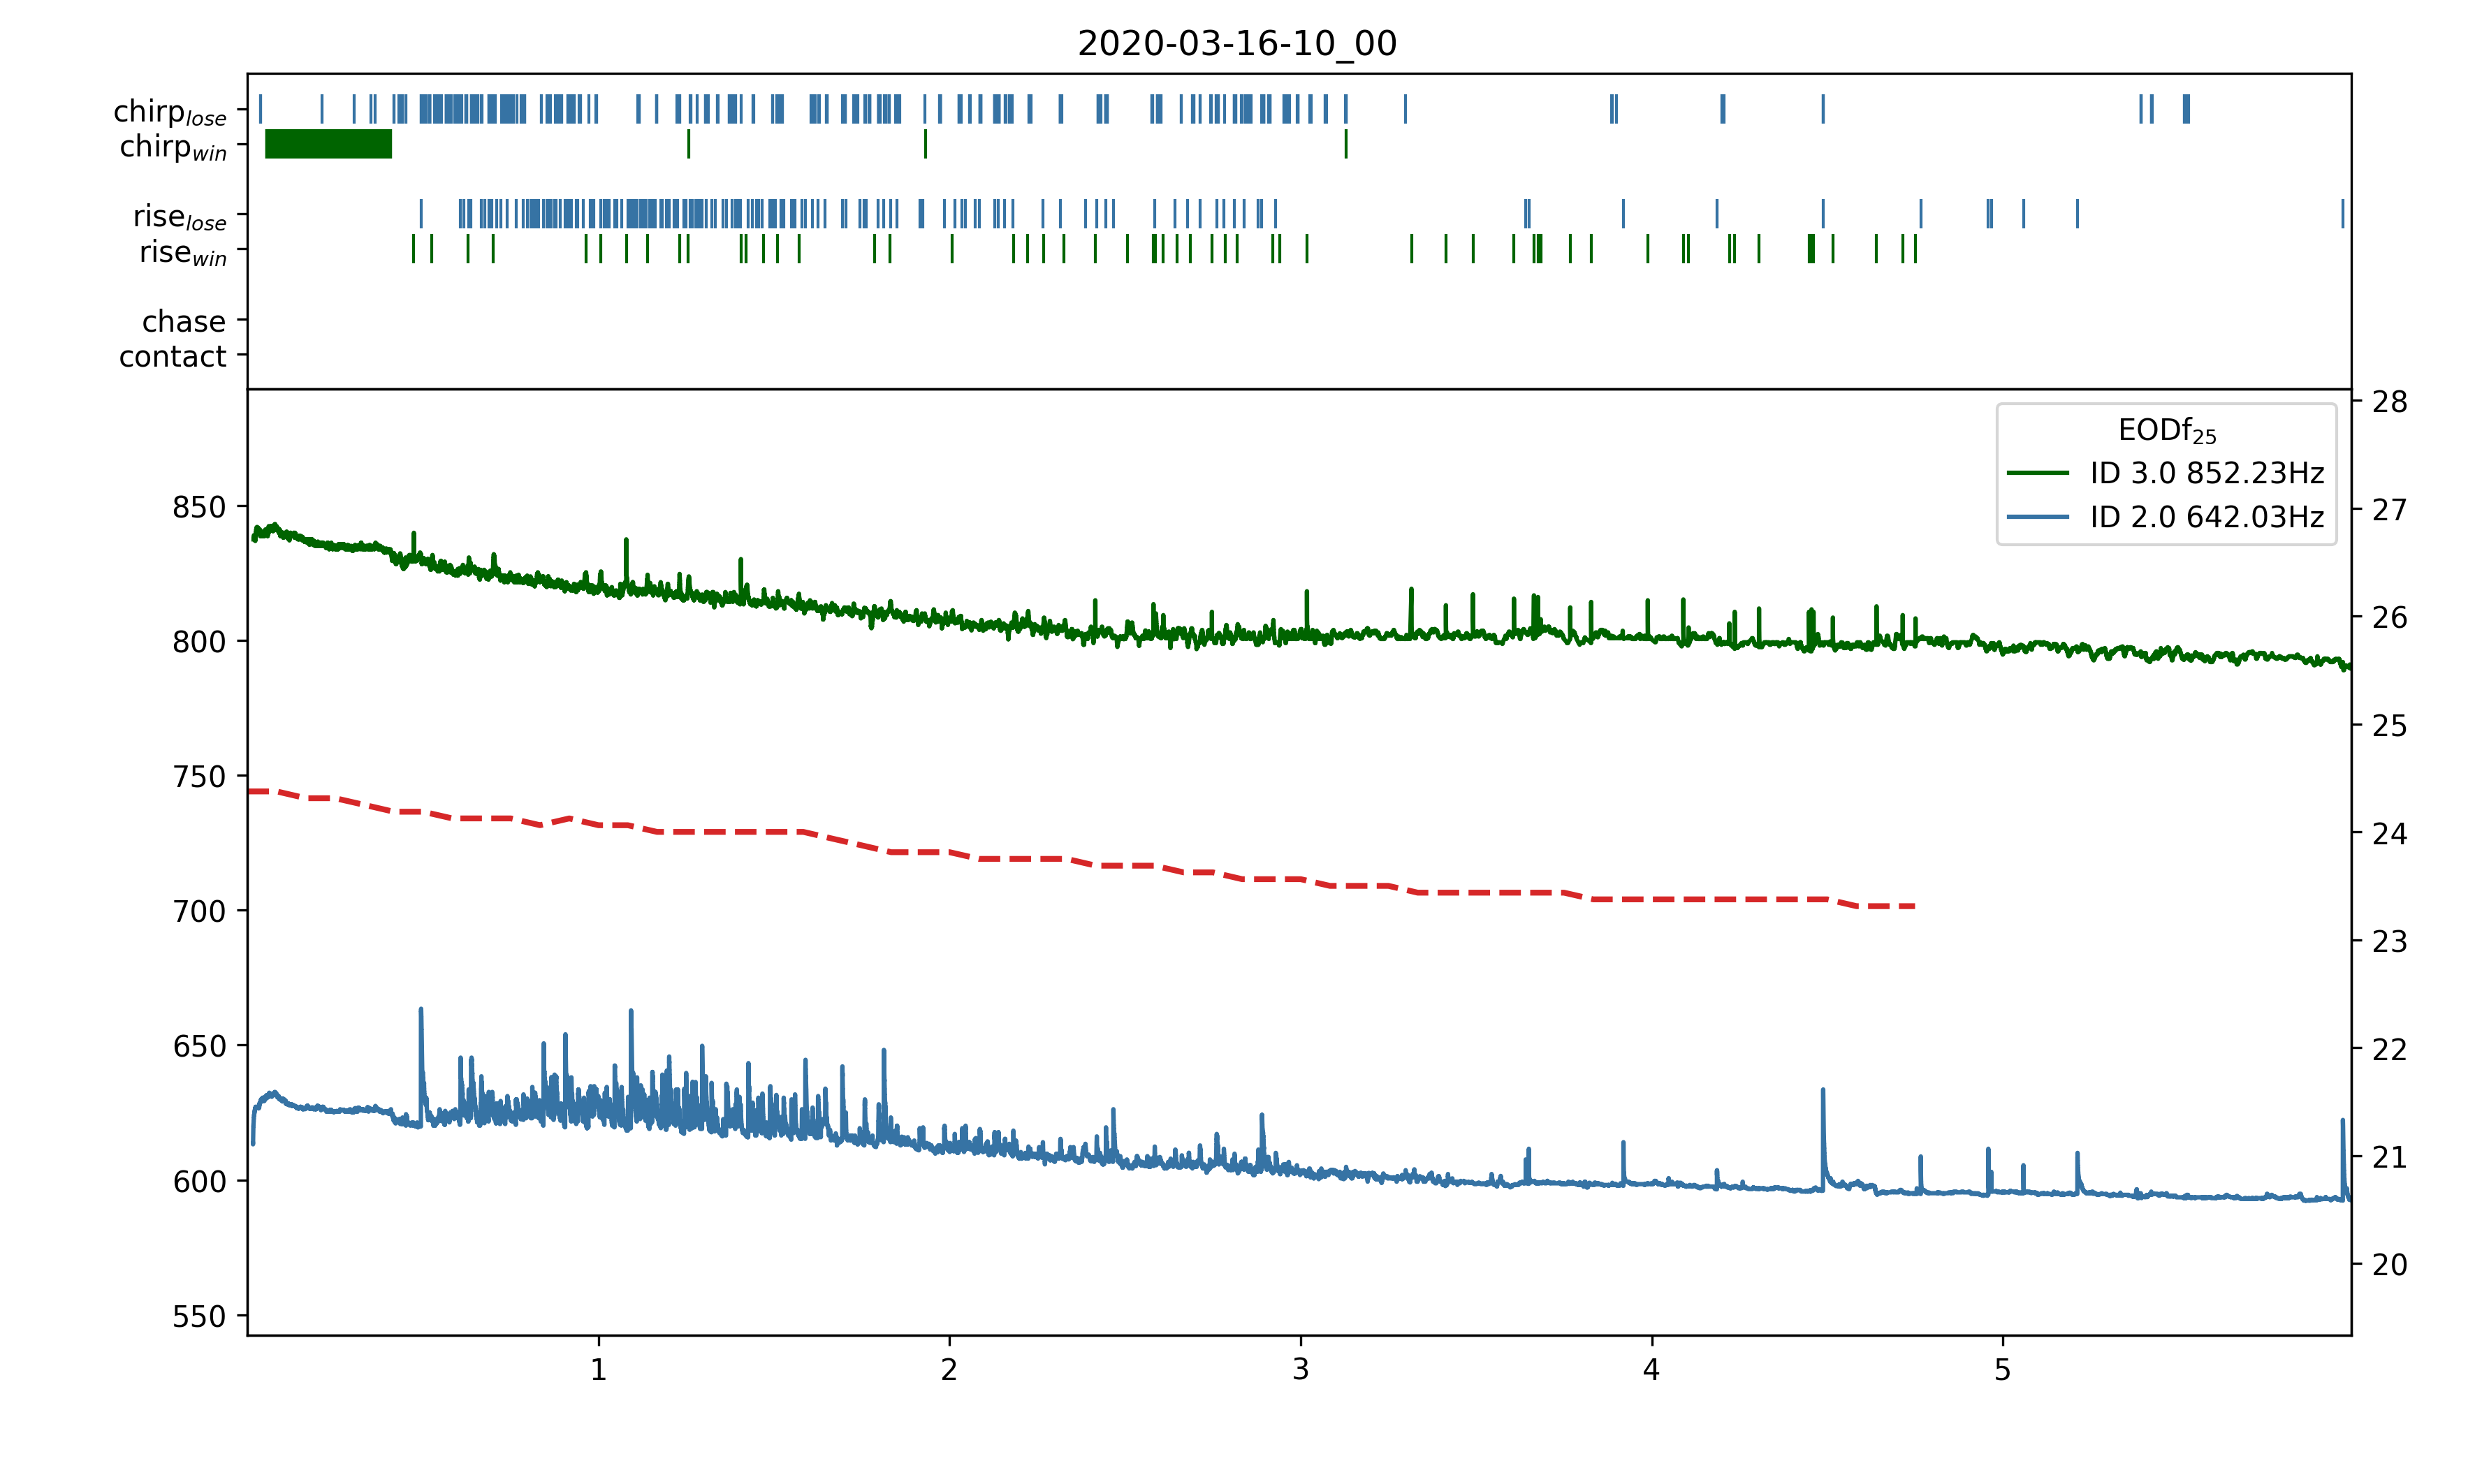 2020-03-16-10_00
chirp_lose
chirp_win
rise_lose
rise_win
chase
contact
EODf_25
ID 3.0 852.23Hz
ID 2.0 642.03Hz
850
800
750
700
650
600
550
28
27
26
25
24
23
22
21
20
1 2 3 4 5